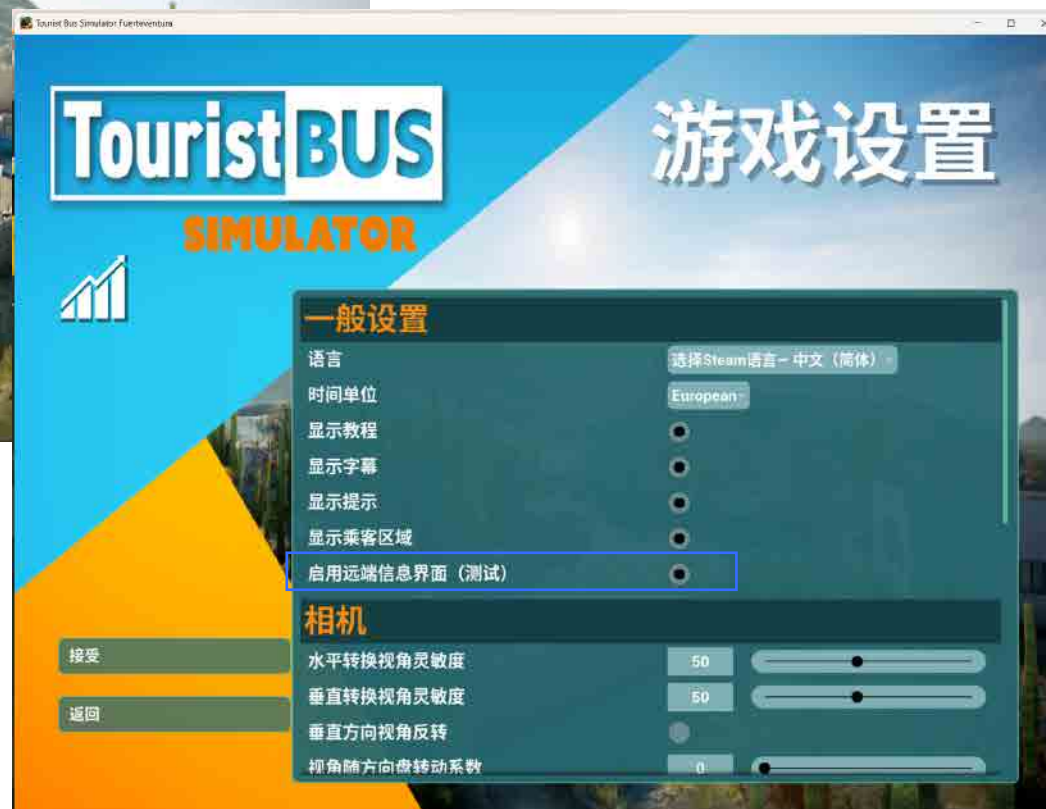 Tourist Bus Simulator Fuerteventura
Tourist BUS
SIMULATOR
游戏设置
一般设置
语言 选择Steam语言– 中文（简体）
时间单位 European
显示教程
显示字幕
显示提示
显示乘客区域
启用远端信息界面（测试）
相机
水平转换视角灵敏度 50
垂直转换视角灵敏度 50
垂直方向视角反转
视角随方向盘转动系数 0
接受
返回